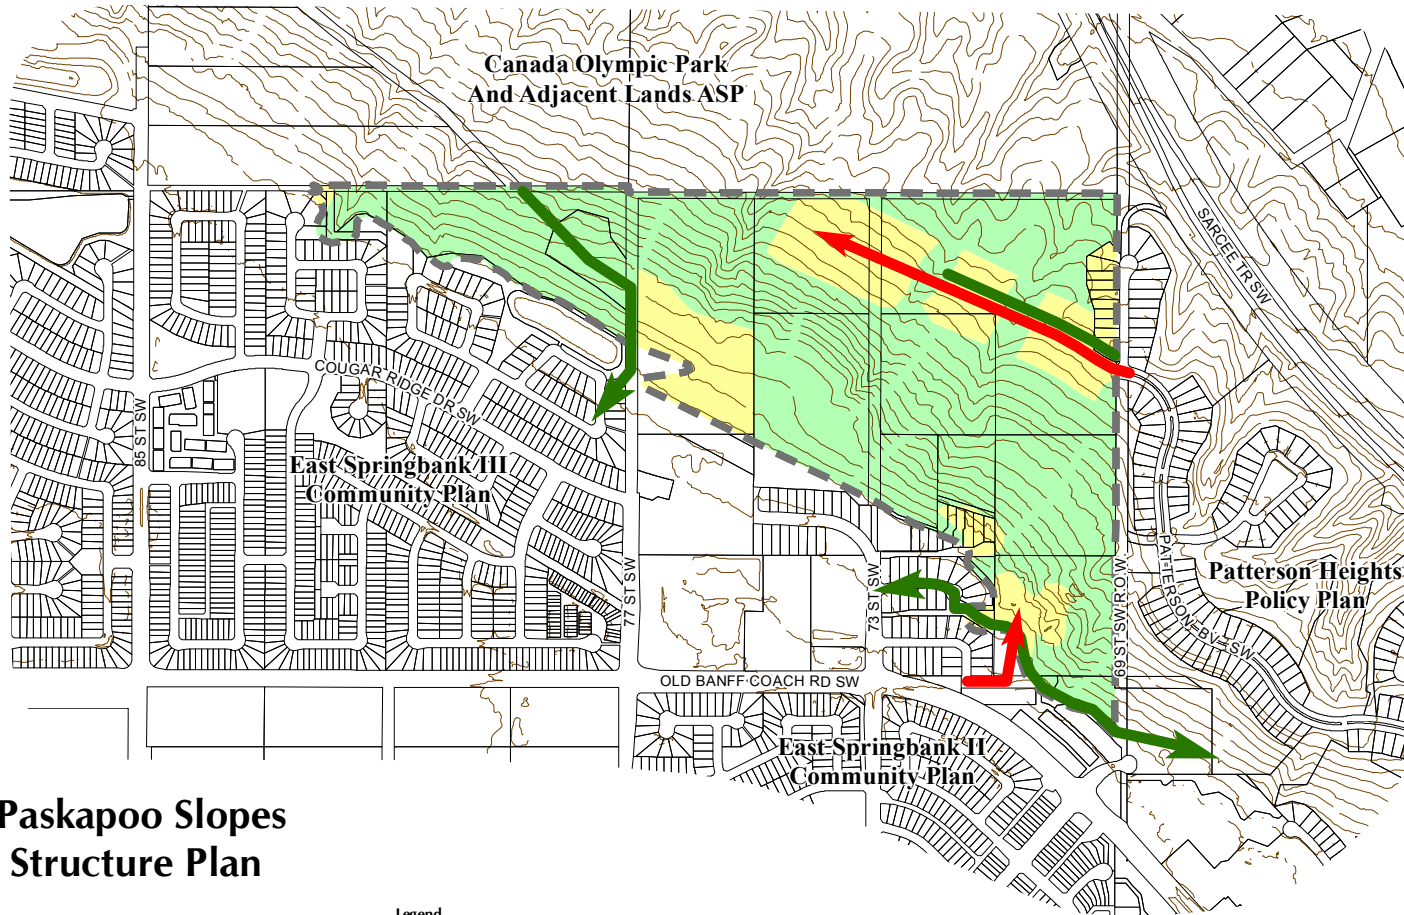 Canada Olympic Park
And Adjacent Lands ASP
SARCEE TR SW
COUGAR RIDGE DR SW
85 ST SW
East Springbank III
Community Plan
77 ST SW
73 ST SW
69 ST SW R.O.W.
PATTERSON BV SW
Patterson Heights
Policy Plan
OLD BANFF COACH RD SW
East Springbank II
Community Plan
Paskapoo Slopes
Structure Plan
Legend